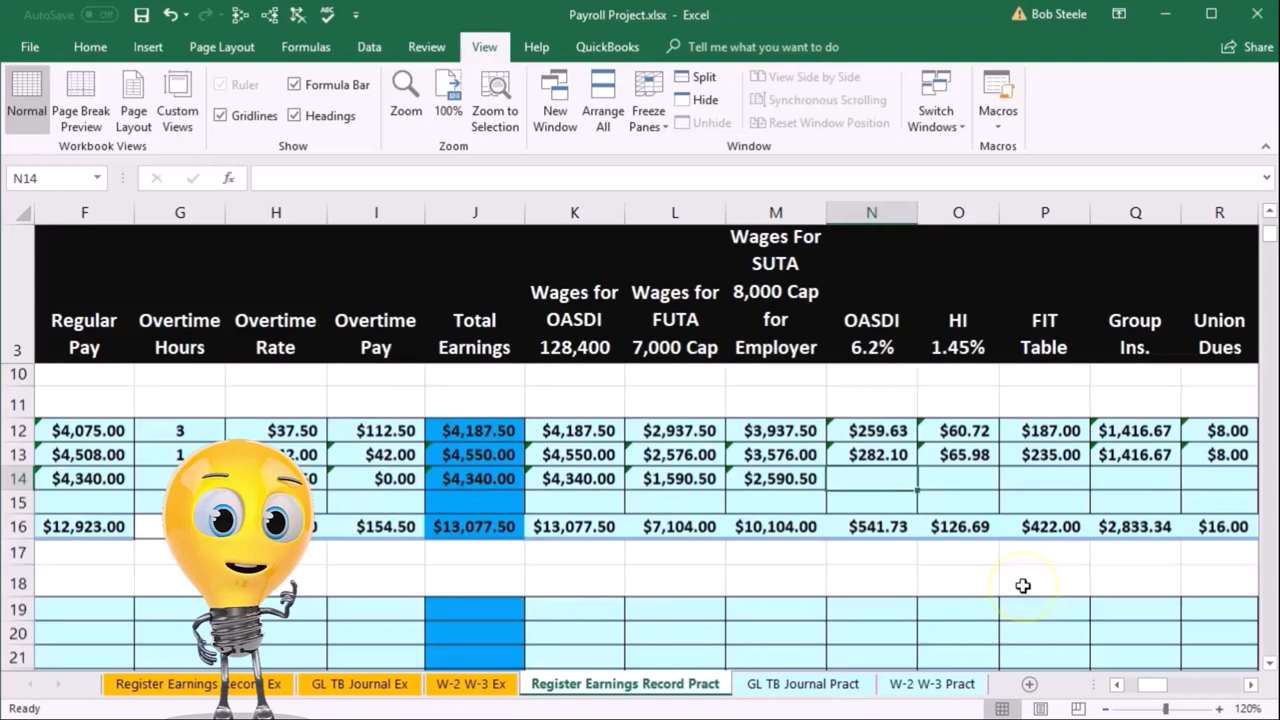 AutoSave Off Payroll Project.xlsx - Excel Bob Steele
File Home Insert Page Layout Formulas Data Review View Help QuickBooks Tell me what you want to do Share
Normal Page Break Preview Page Layout Custom Views
Ruler Formula Bar
Gridlines Headings
Zoom 100% Zoom to Selection
New Window Arrange All Freeze Panes
Split
Hide
Unhide
View Side by Side
Synchronous Scrolling
Reset Window Position
Switch Windows Macros
Workbook Views Show Zoom Window Macros
N14 fx
F G H I J K L M N O P Q R
3 Regular Pay Overtime Hours Overtime Rate Overtime Pay Total Earnings Wages for OASDI 128,400 Wages for FUTA 7,000 Cap Wages For SUTA 8,000 Cap for Employer OASDI 6.2% HI 1.45% FIT Table Group Ins. Union Dues
10
11
12 $4,075.00 3 $37.50 $112.50 $4,187.50 $4,187.50 $2,937.50 $3,937.50 $259.63 $60.72 $187.00 $1,416.67 $8.00
13 $4,508.00 1 $42.00 $4,550.00 $4,550.00 $2,576.00 $3,576.00 $282.10 $65.98 $235.00 $1,416.67 $8.00
14 $4,340.00 $0.00 $4,340.00 $4,340.00 $1,590.50 $2,590.50
15
16 $12,923.00 $154.50 $13,077.50 $13,077.50 $7,104.00 $10,104.00 $541.73 $126.69 $422.00 $2,833.34 $16.00
17
18
19
20
21
Register Earnings Record Ex GL TB Journal Ex W-2 W-3 Ex Register Earnings Record Pract GL TB Journal Pract W-2 W-3 Pract
Ready 120%